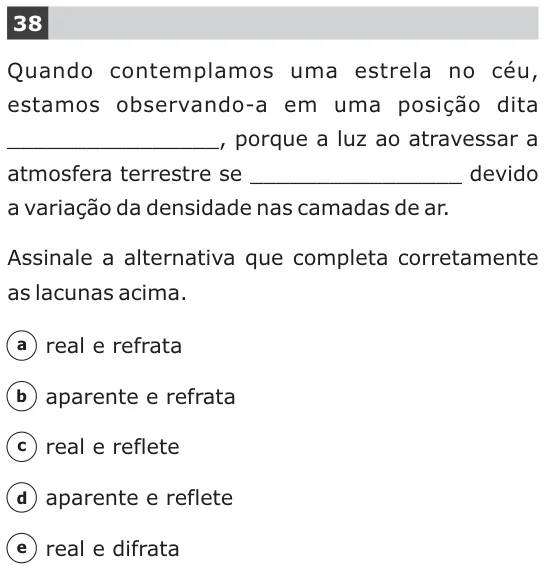 38
Quando contemplamos uma estrela no céu,
estamos observando-a em uma posição dita
___________________, porque a luz ao atravessar a
atmosfera terrestre se ___________________ devido
a variação da densidade nas camadas de ar.
Assinale a alternativa que completa corretamente
as lacunas acima.
a) real e refrata
b) aparente e refrata
c) real e reflete
d) aparente e reflete
e) real e difrata